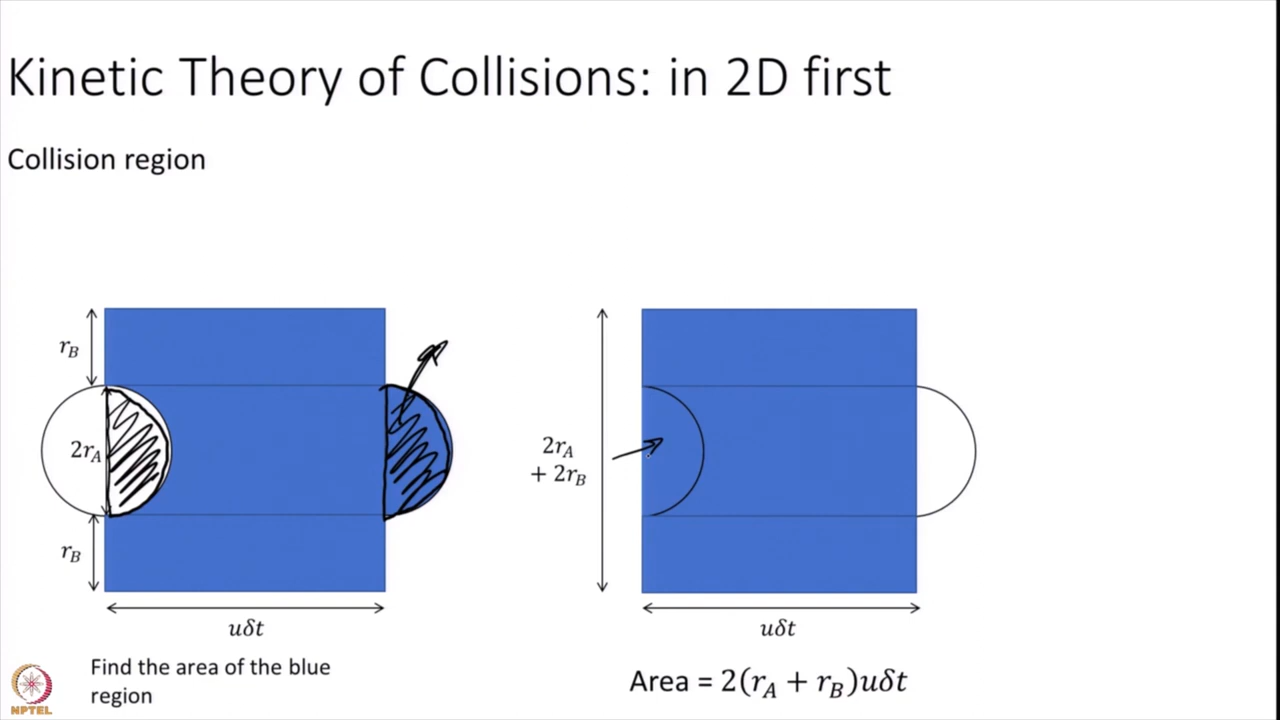 Kinetic Theory of Collisions: in 2D first
Collision region
r_B
2r_A
r_B
uδt
Find the area of the blue
region
2r_A
+ 2r_B
uδt
Area = 2(r_A + r_B)uδt
NPTEL